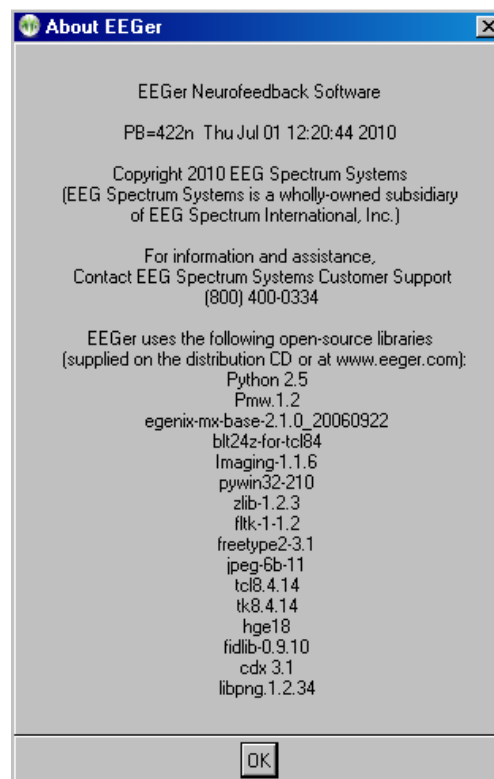 About EEGer
EEGer Neurofeedback Software
PB=422n Thu Jul 01 12:20:44 2010
Copyright 2010 EEG Spectrum Systems
(EEG Spectrum Systems is a wholly-owned subsidiary
of EEG Spectrum International, Inc.)
For information and assistance,
Contact EEG Spectrum Systems Customer Support
(800) 400-0334
EEGer uses the following open-source libraries
(supplied on the distribution CD or at www.eeger.com):
Python 2.5
Pmw.1.2
egenix-mx-base-2.1.0_20060922
blt24z-for-tcl84
Imaging-1.1.6
pywin32-210
zlib-1.2.3
fltk-1-1.2
freetype2-3.1
jpeg-6b-11
tcl8.4.14
tk8.4.14
hge18
fidlib-0.9.10
cdx 3.1
libpng.1.2.34
OK